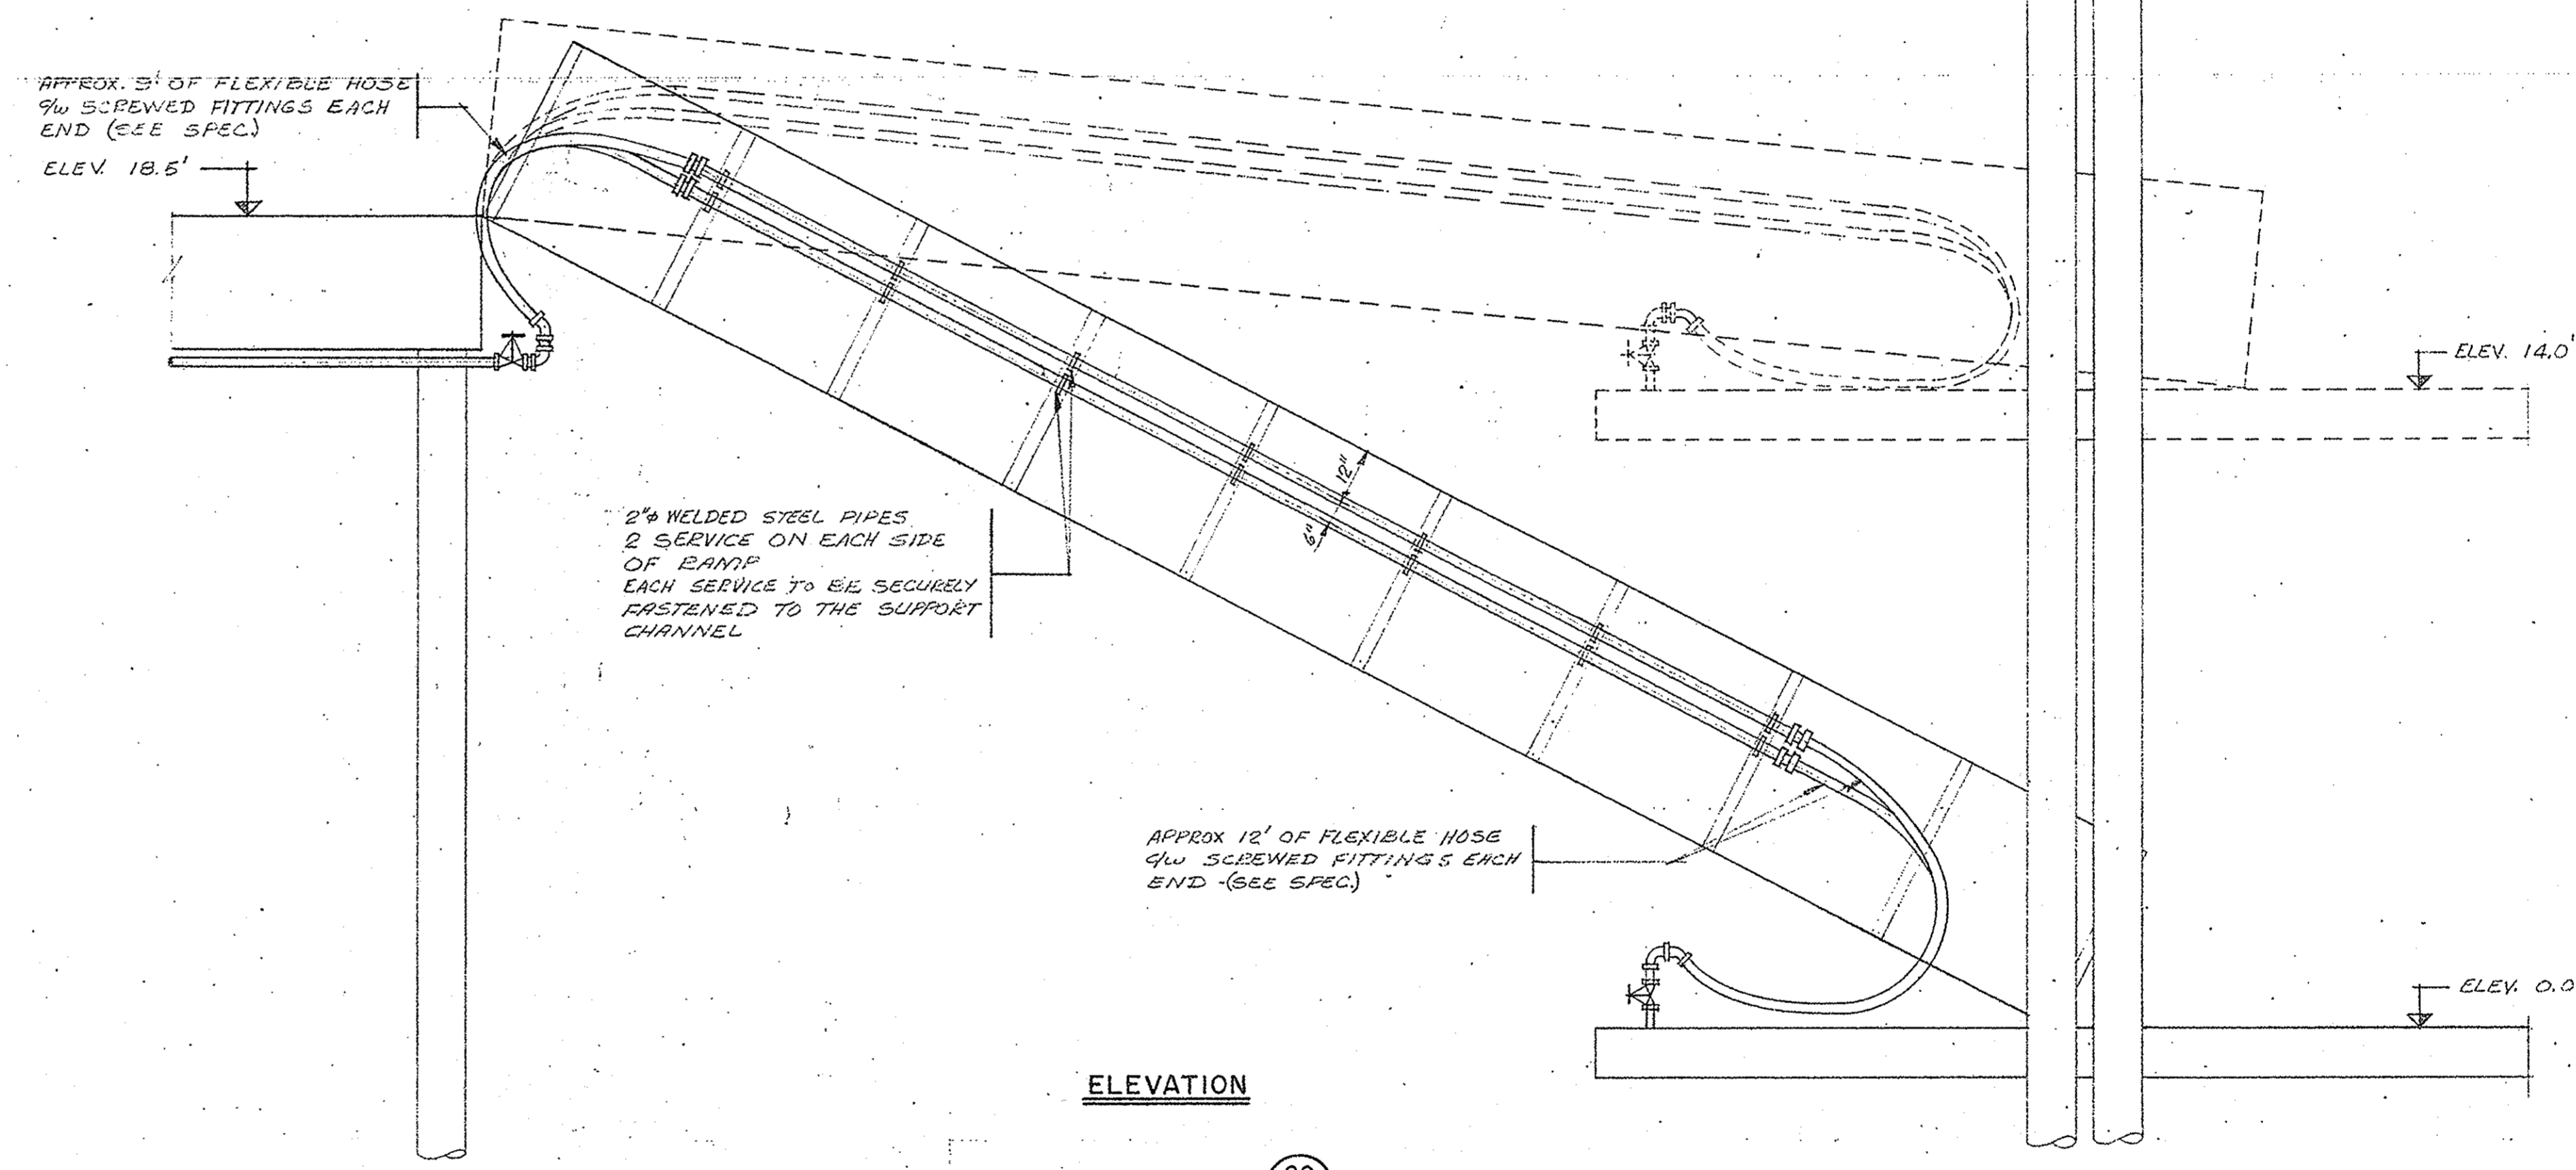 APPROX. 9' OF FLEXIBLE HOSE
C/W SCREWED FITTINGS EACH
END (SEE SPEC.)
ELEV. 18.5'
ELEV. 14.0'
12"
6"
2"φ WELDED STEEL PIPES
2 SERVICE ON EACH SIDE
OF RAMP
EACH SERVICE TO BE SECURELY
FASTENED TO THE SUPPORT
CHANNEL
APPROX 12' OF FLEXIBLE HOSE
C/W SCREWED FITTINGS EACH
END -(SEE SPEC.)
ELEV. 0.0
ELEVATION